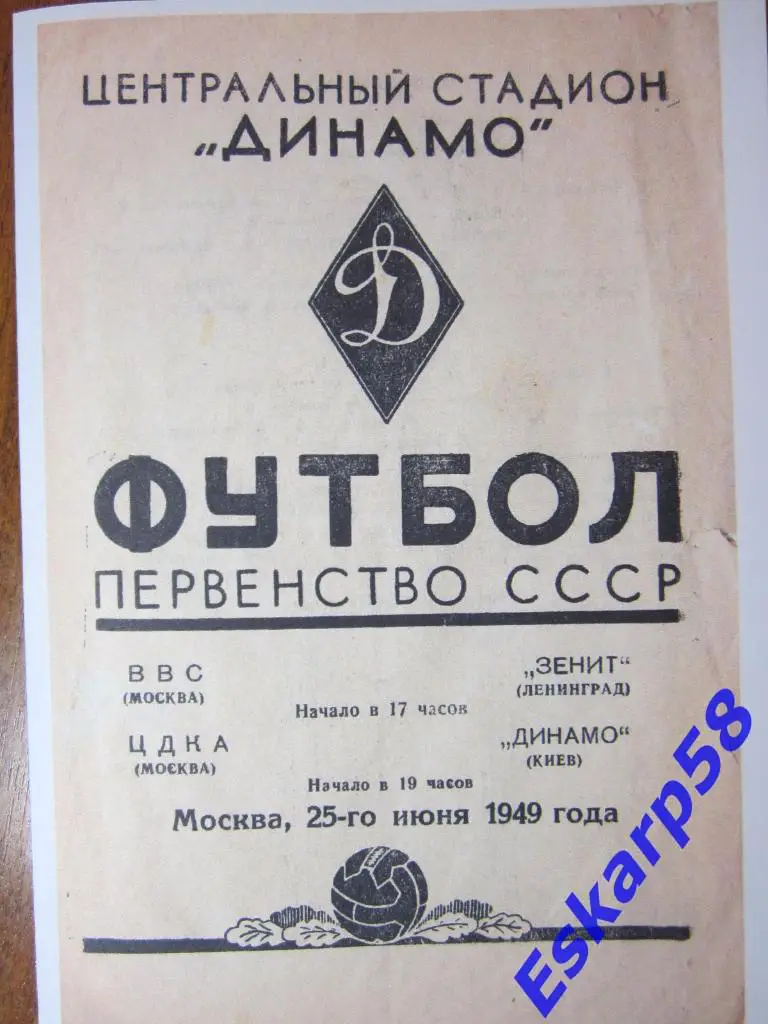 ЦЕНТРАЛЬНЫЙ СТАДИОН
„ДИНАМО“
Д
ФУТБОЛ
ПЕРВЕНСТВО СССР
ВВС „ЗЕНИТ“
(МОСКВА) (ЛЕНИНГРАД)
Начало в 17 часов
ЦДКА „ДИНАМО“
(МОСКВА) (КИЕВ)
Начало в 19 часов
Москва, 25-го июня 1949 года
Eskarp58